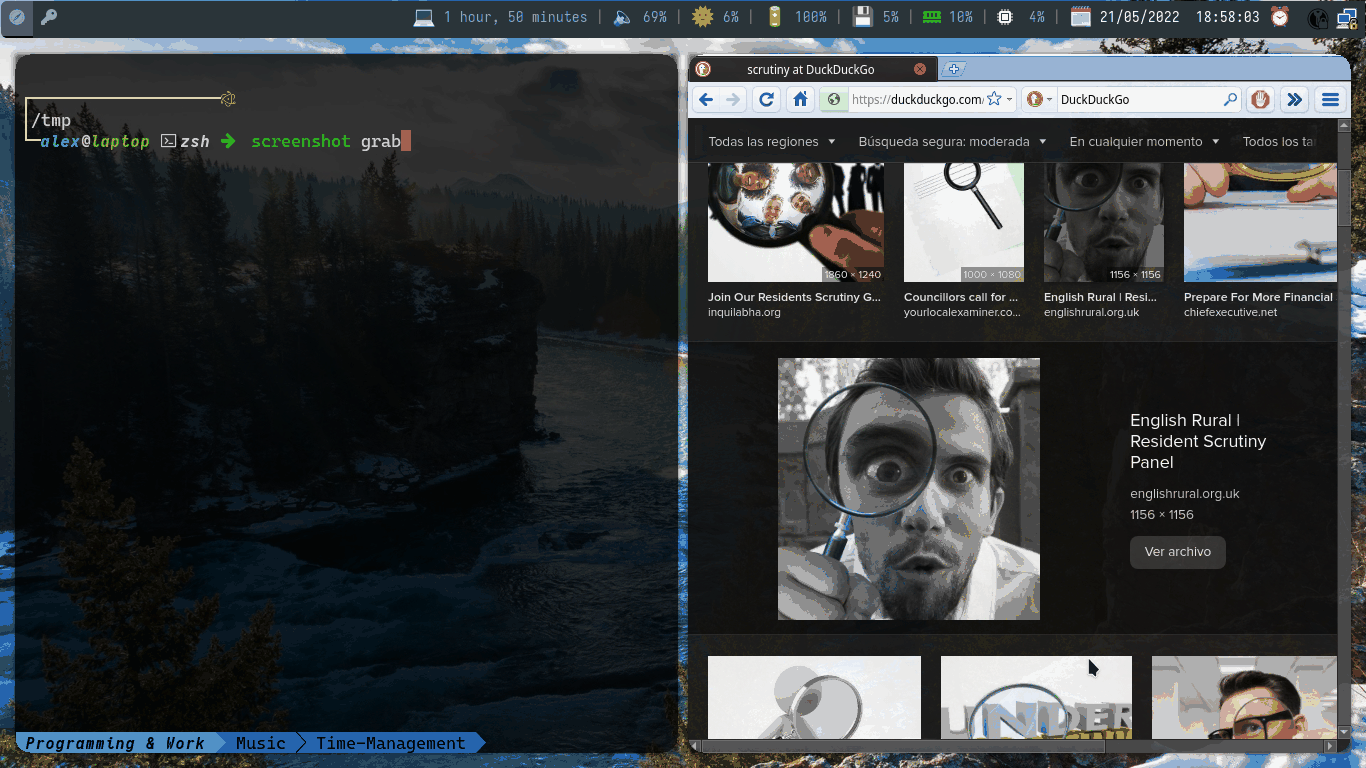 1 hour, 50 minutes | 69% | 6% | 100% | 5% | 10% | 4% | 21/05/2022 18:58:03
/tmp
alex@laptop zsh screenshot grab
Programming & Work Music Time-Management
scrutiny at DuckDuckGo
https://duckduckgo.com/ DuckDuckGo
Todas las regiones Búsqueda segura: moderada En cualquier momento Todos los ta
1860 × 1240
1000 × 1080
1156 × 1156
Join Our Residents Scrutiny G...
inquilabha.org
Councillors call for ...
yourlocalexaminer.co...
English Rural | Resi...
englishrural.org.uk
Prepare For More Financial
chiefexecutive.net
English Rural |
Resident Scrutiny
Panel
englishrural.org.uk
1156 × 1156
Ver archivo
UNDER